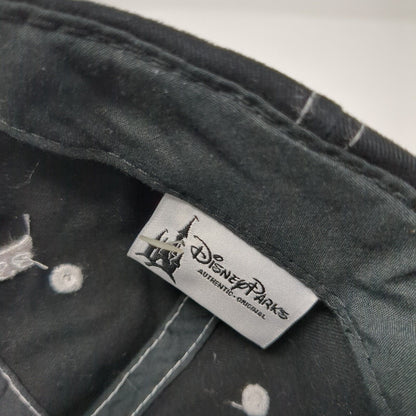 Disney Parks
AUTHENTIC • ORIGINAL